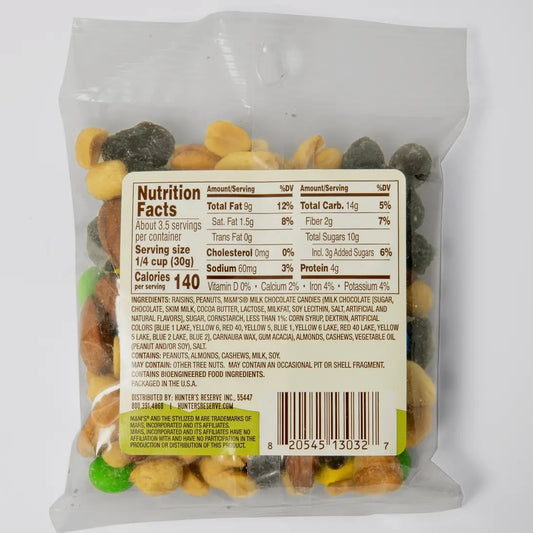 Nutrition Facts
About 3.5 servings per container
Serving size
1/4 cup (30g)
Calories per serving 140
Amount/Serving %DV
Total Fat 9g 12%
Sat. Fat 1.5g 8%
Trans Fat 0g
Cholesterol 0mg 0%
Sodium 60mg 3%
Amount/Serving %DV
Total Carb. 14g 5%
Fiber 2g 7%
Total Sugars 10g
Incl. 3g Added Sugars 6%
Protein 4g
Vitamin D 0% • Calcium 2% • Iron 4% • Potassium 4%
INGREDIENTS: RAISINS, PEANUTS, M&M'S® MILK CHOCOLATE CANDIES (MILK CHOCOLATE [SUGAR,
CHOCOLATE, SKIM MILK, COCOA BUTTER, LACTOSE, MILKFAT, SOY LECITHIN, SALT, ARTIFICIAL AND
NATURAL FLAVORS], SUGAR, CORNSTARCH, LESS THAN 1%: CORN SYRUP, DEXTRIN, ARTIFICIAL
COLORS [BLUE 1 LAKE, YELLOW 6, RED 40, YELLOW 5, BLUE 1, YELLOW 6 LAKE, RED 40 LAKE, YELLOW
5 LAKE, BLUE 2 LAKE, BLUE 2], CARNAUBA WAX, GUM ACACIA), ALMONDS, CASHEWS, VEGETABLE OIL
(PEANUT AND/OR SOY), SALT.
CONTAINS: PEANUTS, ALMONDS, CASHEWS, MILK, SOY.
MAY CONTAIN: OTHER TREE NUTS. MAY CONTAIN AN OCCASIONAL PIT OR SHELL FRAGMENT.
CONTAINS BIOENGINEERED FOOD INGREDIENTS.
PACKAGED IN THE U.S.A.
DISTRIBUTED BY: HUNTER'S RESERVE INC., 55447
800.391.4868 | HUNTERSRESERVE.COM
M&M'S® AND THE STYLIZED M ARE TRADEMARKS OF
MARS, INCORPORATED AND ITS AFFILIATES.
MARS, INCORPORATED AND ITS AFFILIATES HAVE NO
AFFILIATION WITH AND HAVE NO PARTICIPATION IN THE
PRODUCTION OR DISTRIBUTION OF THIS PRODUCT.
8 20545 13032 7